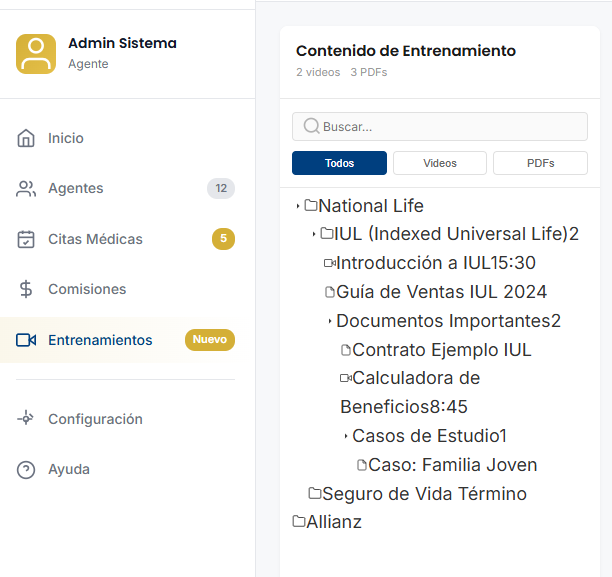 Admin Sistema
Agente
Inicio
Agentes 12
Citas Médicas 5
Comisiones
Entrenamientos Nuevo
Configuración
Ayuda
Contenido de Entrenamiento
2 videos 3 PDFs
Buscar...
Todos Videos PDFs
National Life
IUL (Indexed Universal Life)2
Introducción a IUL15:30
Guía de Ventas IUL 2024
Documentos Importantes2
Contrato Ejemplo IUL
Calculadora de
Beneficios8:45
Casos de Estudio1
Caso: Familia Joven
Seguro de Vida Término
Allianz